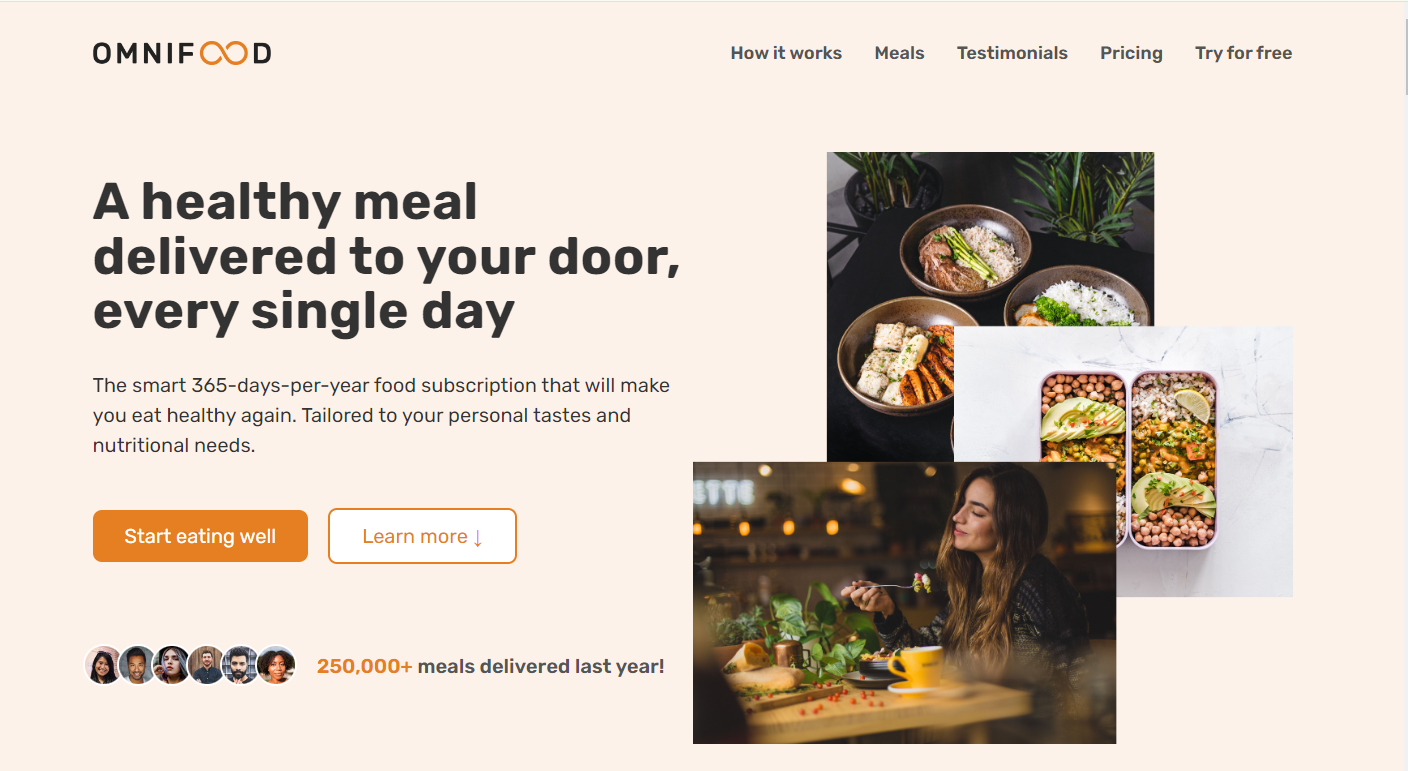 OMNIFOOD
How it works
Meals
Testimonials
Pricing
Try for free
A healthy meal
delivered to your door,
every single day
The smart 365-days-per-year food subscription that will make
you eat healthy again. Tailored to your personal tastes and
nutritional needs.
Start eating well
Learn more ↓
ETTE
250,000+ meals delivered last year!